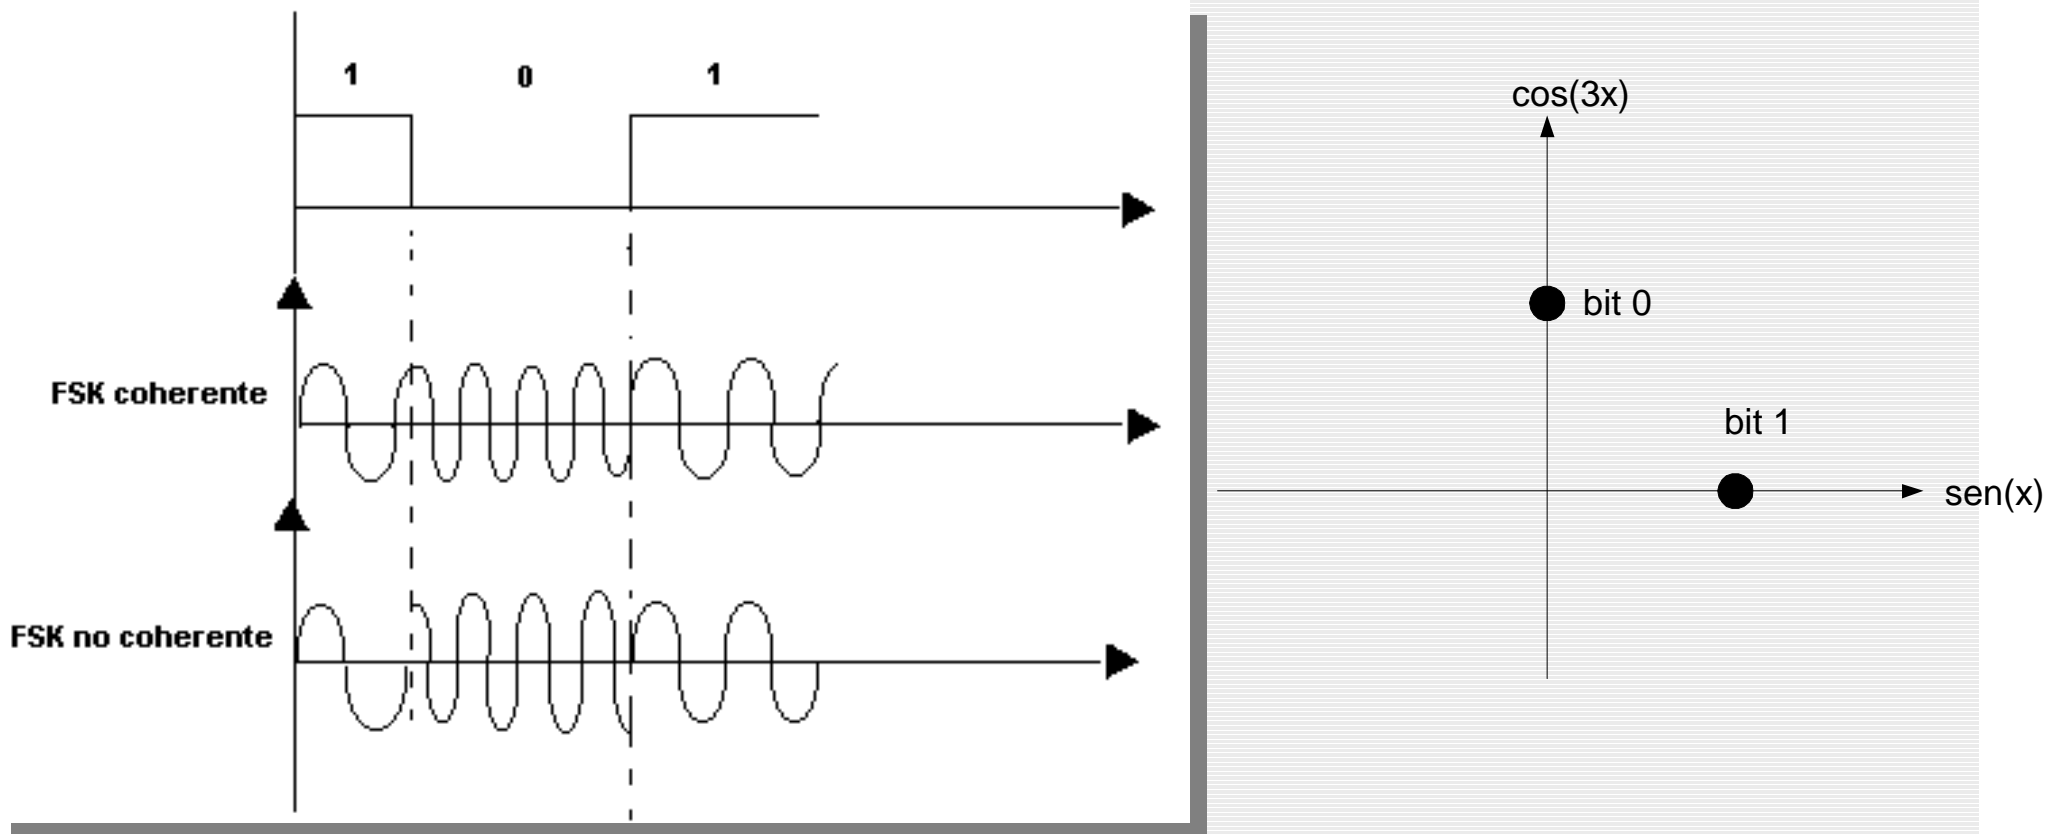 1 0 1
FSK coherente
FSK no coherente
cos(3x)
bit 0
bit 1
sen(x)